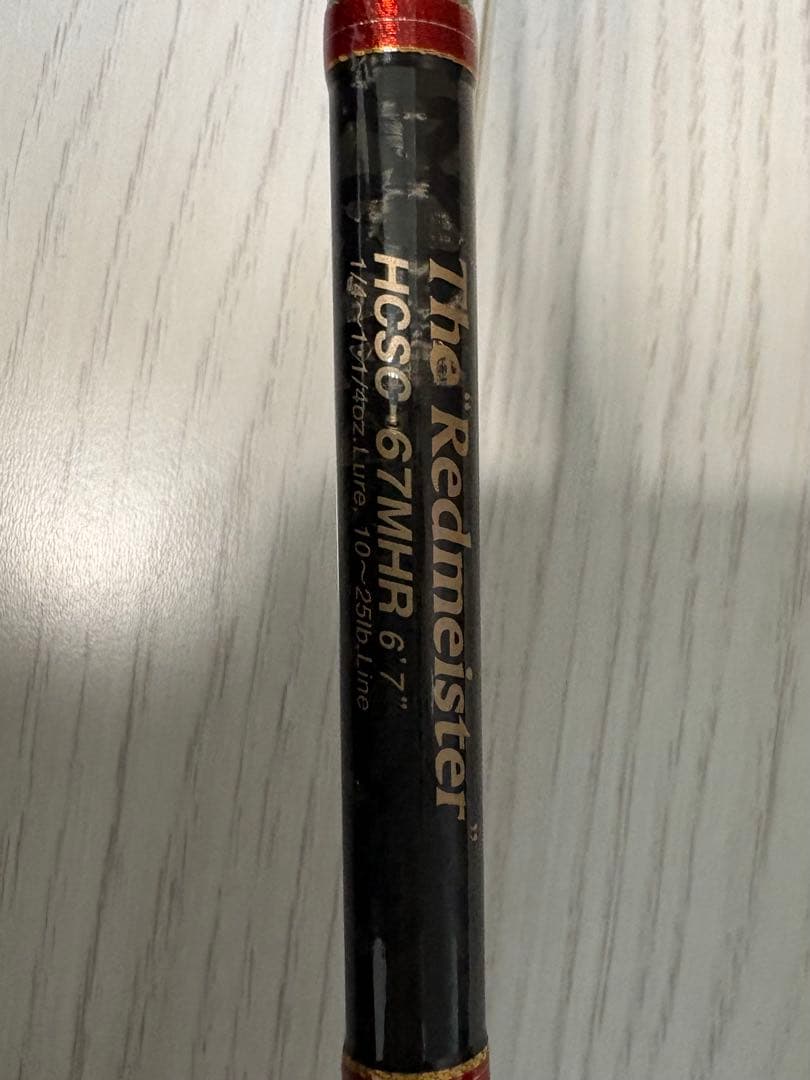 The "Redmeister"
HCSC-67MHR 6'7"
1/4~1·1/4oz.Lure. 10~25lb.Line